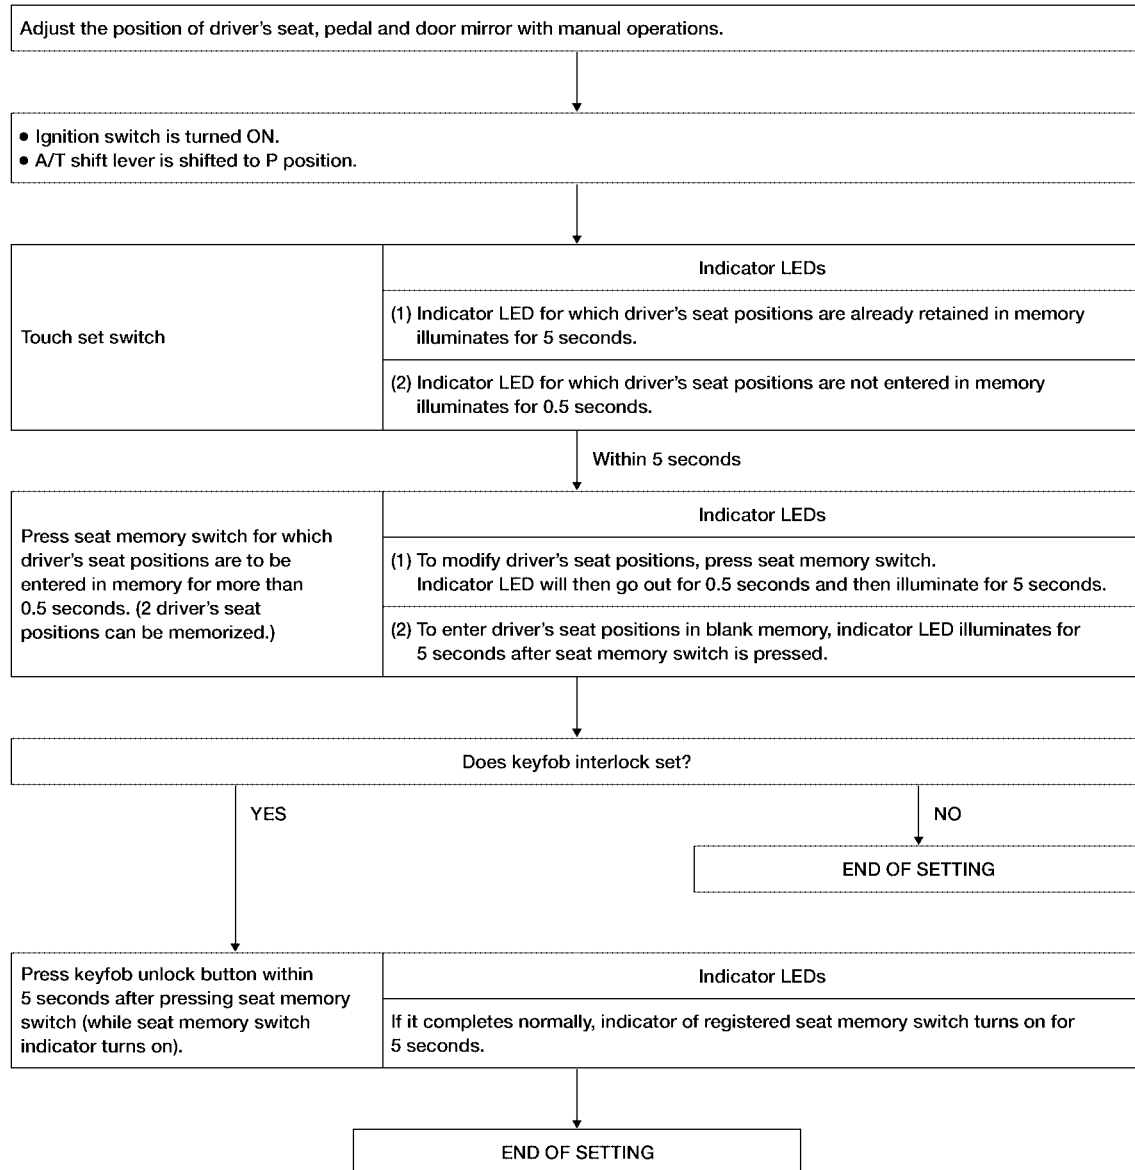 Adjust the position of driver's seat, pedal and door mirror with manual operations.
● Ignition switch is turned ON.
● A/T shift lever is shifted to P position.
Touch set switch
Indicator LEDs
(1) Indicator LED for which driver's seat positions are already retained in memory
illuminates for 5 seconds.
(2) Indicator LED for which driver's seat positions are not entered in memory
illuminates for 0.5 seconds.
Within 5 seconds
Press seat memory switch for which
driver's seat positions are to be
entered in memory for more than
0.5 seconds. (2 driver's seat
positions can be memorized.)
Indicator LEDs
(1) To modify driver's seat positions, press seat memory switch.
Indicator LED will then go out for 0.5 seconds and then illuminate for 5 seconds.
(2) To enter driver's seat positions in blank memory, indicator LED illuminates for
5 seconds after seat memory switch is pressed.
Does keyfob interlock set?
YES
NO
END OF SETTING
Press keyfob unlock button within
5 seconds after pressing seat memory
switch (while seat memory switch
indicator turns on).
Indicator LEDs
If it completes normally, indicator of registered seat memory switch turns on for
5 seconds.
END OF SETTING